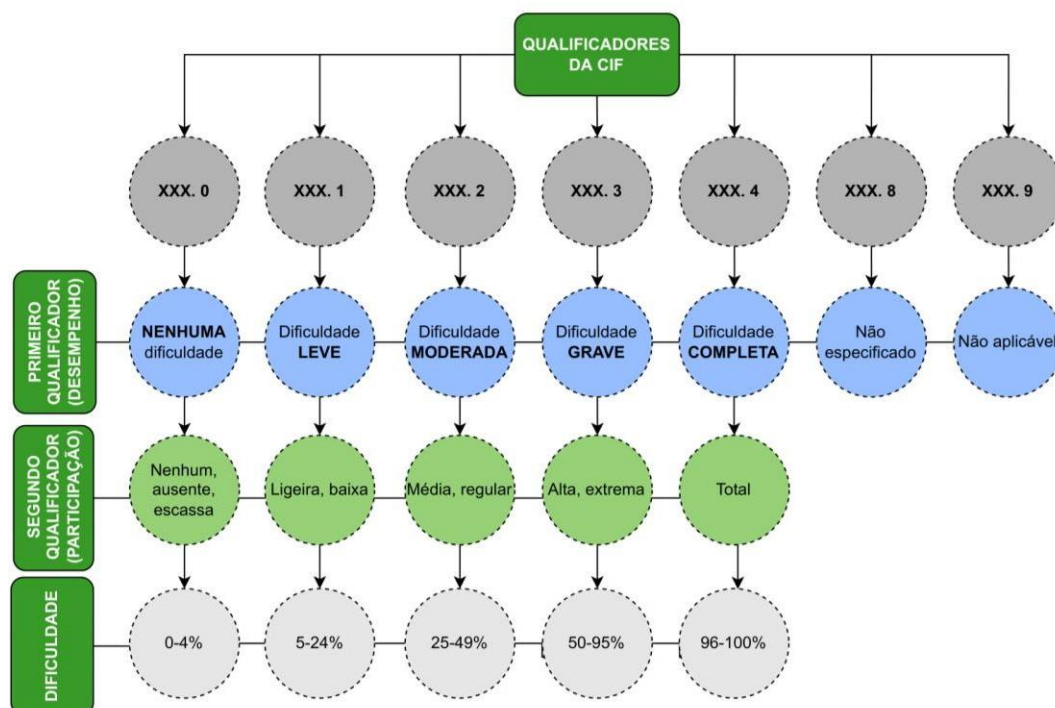 QUALIFICADORES
DA CIF
XXX. 0
XXX. 1
XXX. 2
XXX. 3
XXX. 4
XXX. 8
XXX. 9
PRIMEIRO
QUALIFICADOR
(DESEMPENHO)
NENHUMA
dificuldade
Dificuldade
LEVE
Dificuldade
MODERADA
Dificuldade
GRAVE
Dificuldade
COMPLETA
Não
especificado
Não aplicável
SEGUNDO
QUALIFICADOR
(PARTICIPAÇÃO)
Nenhum,
ausente,
escassa
Ligeira, baixa
Média, regular
Alta, extrema
Total
DIFICULDADE
0-4%
5-24%
25-49%
50-95%
96-100%